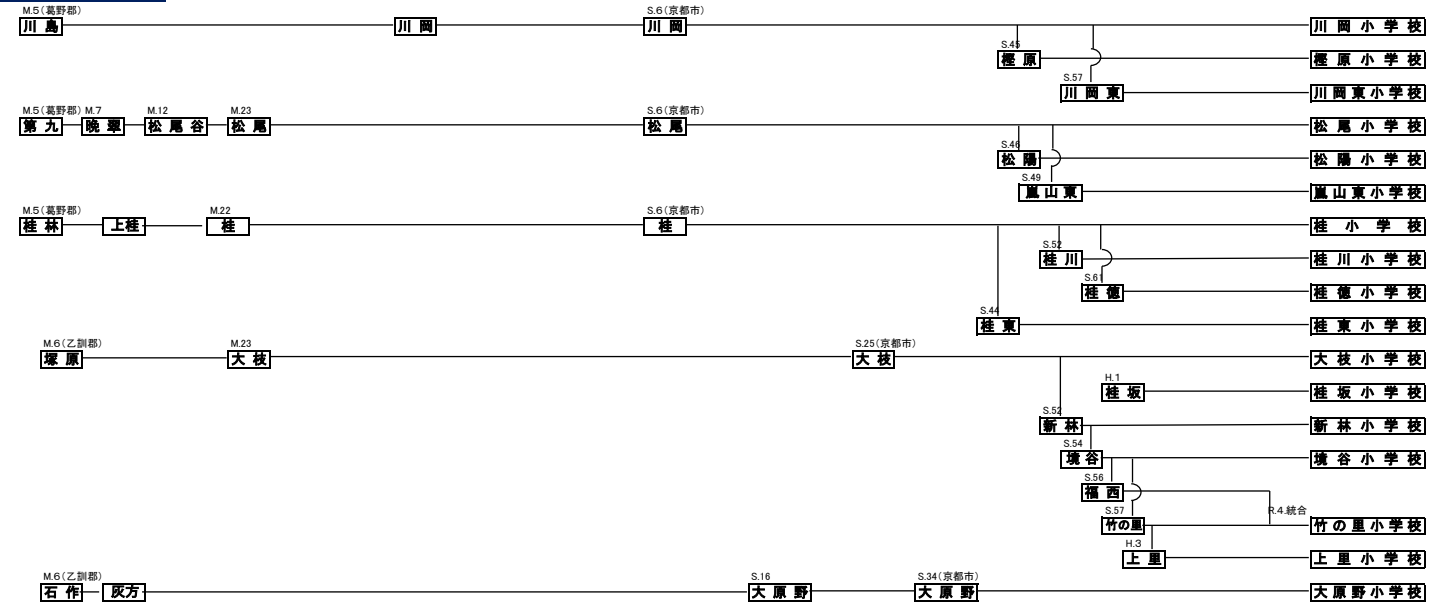 M.5(葛野郡) S.6(京都市)
川島 川岡 川岡 川岡小学校
S.45
樫原 樫原小学校
S.57
川岡東 川岡東小学校
M.5(葛野郡) M.7 M.12 M.23 S.6(京都市)
第九 晩翠 松尾谷 松尾 松尾 松尾小学校
S.46
松陽 松陽小学校
S.49
嵐山東 嵐山東小学校
M.5(葛野郡) M.22 S.6(京都市)
桂林 上桂 桂 桂 桂小学校
S.52
桂川 桂川小学校
S.61
桂徳 桂徳小学校
S.44
桂東 桂東小学校
M.6(乙訓郡) M.23 S.25(京都市)
塚原 大枝 大枝 大枝小学校
H.1
桂坂 桂坂小学校
S.52
新林 新林小学校
S.54
境谷 境谷小学校
S.56
福西
S.57 R.4.統合
竹の里 竹の里小学校
H.3
上里 上里小学校
M.6(乙訓郡) S.16 S.34(京都市)
石作 灰方 大原野 大原野 大原野小学校